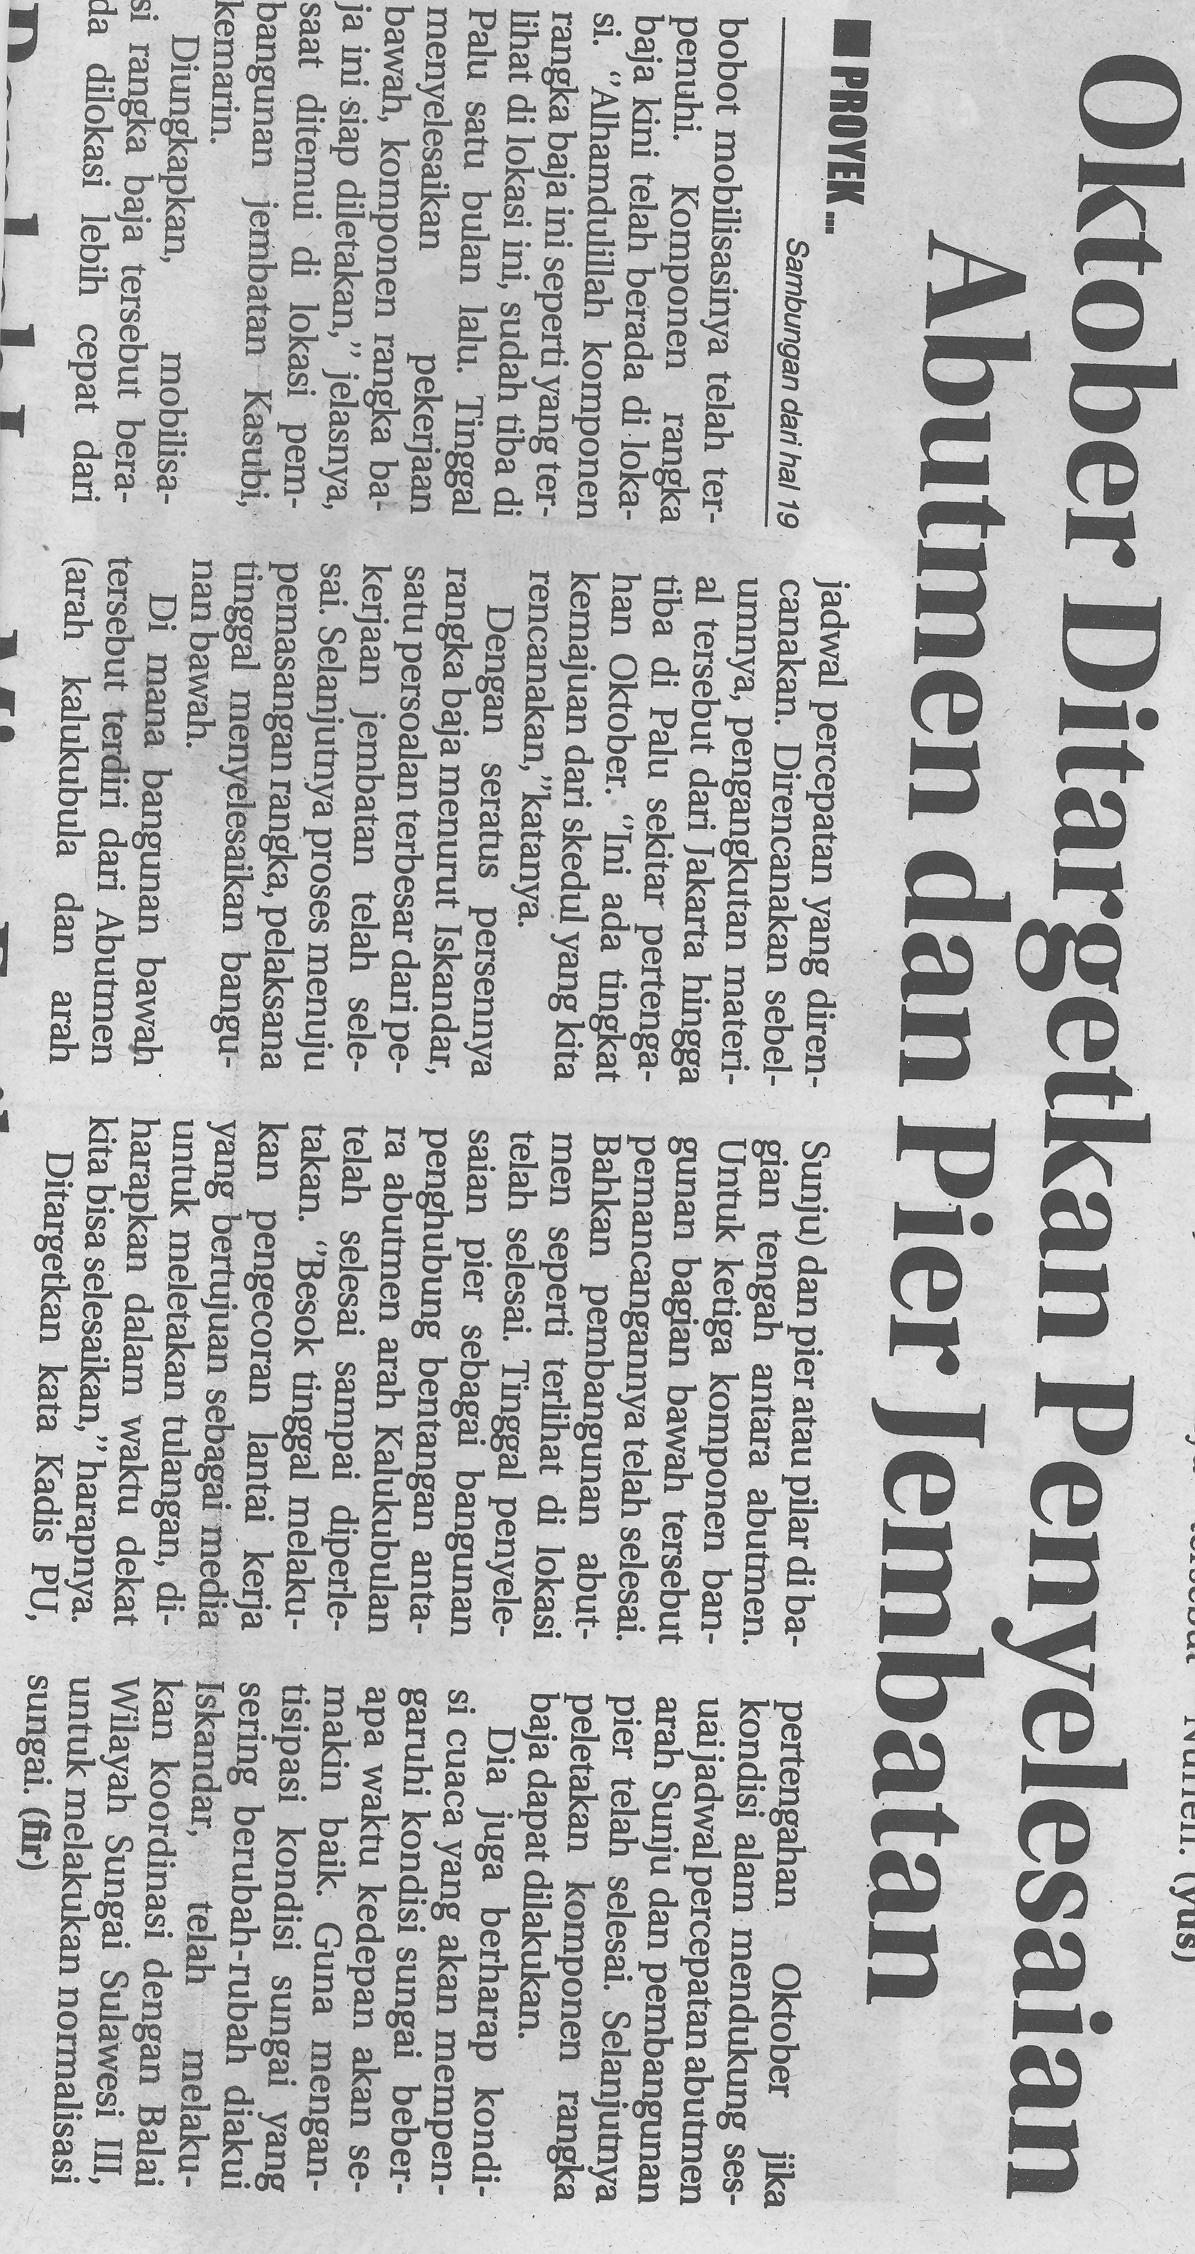 Oktober Ditargetkan Penyelesaian
Abutmen dan Pier Jembatan
■ PROYEK ...
Sambungan dari hal 19
bobot mobilisasinya telah ter-
penuhi. Komponen rangka
baja kini telah berada di loka-
si. “Alhamdulillah komponen
rangka baja ini seperti yang ter-
lihat di lokasi ini, sudah tiba di
Palu satu bulan lalu. Tinggal
menyelesaikan pekerjaan
bawah, komponen rangka ba-
ja ini siap diletakan,” jelasnya,
saat ditemui di lokasi pem-
bangunan jembatan Kasubi,
kemarin.
Diungkapkan, mobilisa-
si rangka baja tersebut bera-
da dilokasi lebih cepat dari
jadwal percepatan yang diren-
canakan. Direncanakan sebel-
umnya, pengangkutan materi-
al tersebut dari Jakarta hingga
tiba di Palu sekitar pertenga-
han Oktober. “Ini ada tingkat
kemajuan dari skedul yang kita
rencanakan,”katanya.
Dengan seratus persennya
rangka baja menurut Iskandar,
satu persoalan terbesar dari pe-
kerjaan jembatan telah sele-
sai. Selanjutnya proses menuju
pemasangan rangka, pelaksana
tinggal menyelesaikan bangu-
nan bawah.
Di mana bangunan bawah
tersebut terdiri dari Abutmen
(arah kalukubula dan arah
Sunju) dan pier atau pilar di ba-
gian tengah antara abutmen.
Untuk ketiga komponen ban-
gunan bagian bawah tersebut
pemancangannya telah selesai.
Bahkan pembangunan abut-
men seperti terlihat di lokasi
telah selesai. Tinggal penyele-
saian pier sebagai bangunan
penghubung bentangan anta-
ra abutmen arah Kalukubulan
telah selesai sampai diperle-
takan. “Besok tinggal melaku-
kan pengecoran lantai kerja
yang bertujuan sebagai media
untuk meletakan tulangan, di-
harapkan dalam waktu dekat
kita bisa selesaikan,” harapnya.
Ditargetkan kata Kadis PU,
pertengahan Oktober jika
kondisi alam mendukung ses-
uai jadwal percepatan abutmen
arah Sunju dan pembangunan
pier telah selesai. Selanjutnya
peletakan komponen rangka
baja dapat dilakukan.
Dia juga berharap kondi-
si cuaca yang akan mempen-
garuhi kondisi sungai beber-
apa waktu kedepan akan se-
makin baik. Guna mengan-
tisipasi kondisi sungai yang
sering berubah-rubah diakui
Iskandar, telah melaku-
kan koordinasi dengan Balai
Wilayah Sungai Sulawesi III,
untuk melakukan normalisasi
sungai. (fir)
(yus)